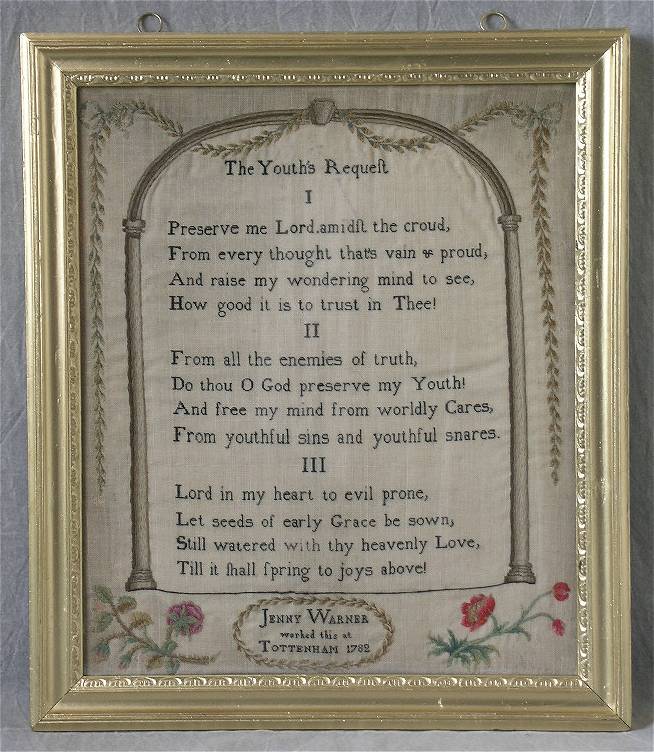 The Youth's Requeſt
I
Preserve me Lord.amidſt the croud,
From every thought that's vain & proud,
And raise my wondering mind to see,
How good it is to trust in Thee!
II
From all the enemies of truth,
Do thou O God preserve my Youth!
And free my mind from worldly Cares,
From youthful sins and youthful snares.
III
Lord in my heart to evil prone,
Let seeds of early Grace be sown,
Still watered with thy heavenly Love,
Till it ſhall ſpring to joys above!
JENNY WARNER
worked this at
TOTTENHAM 1782